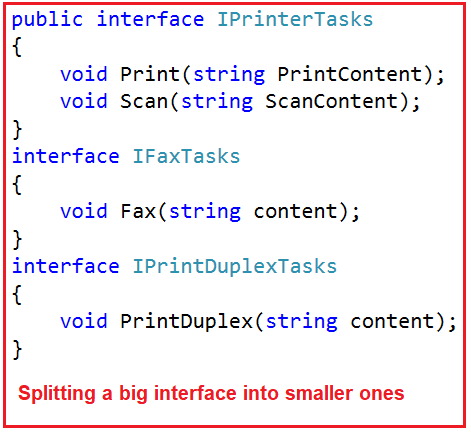 public interface IPrinterTasks
{
void Print(string PrintContent);
void Scan(string ScanContent);
}
interface IFaxTasks
{
void Fax(string content);
}
interface IPrintDuplexTasks
{
void PrintDuplex(string content);
}
Splitting a big interface into smaller ones